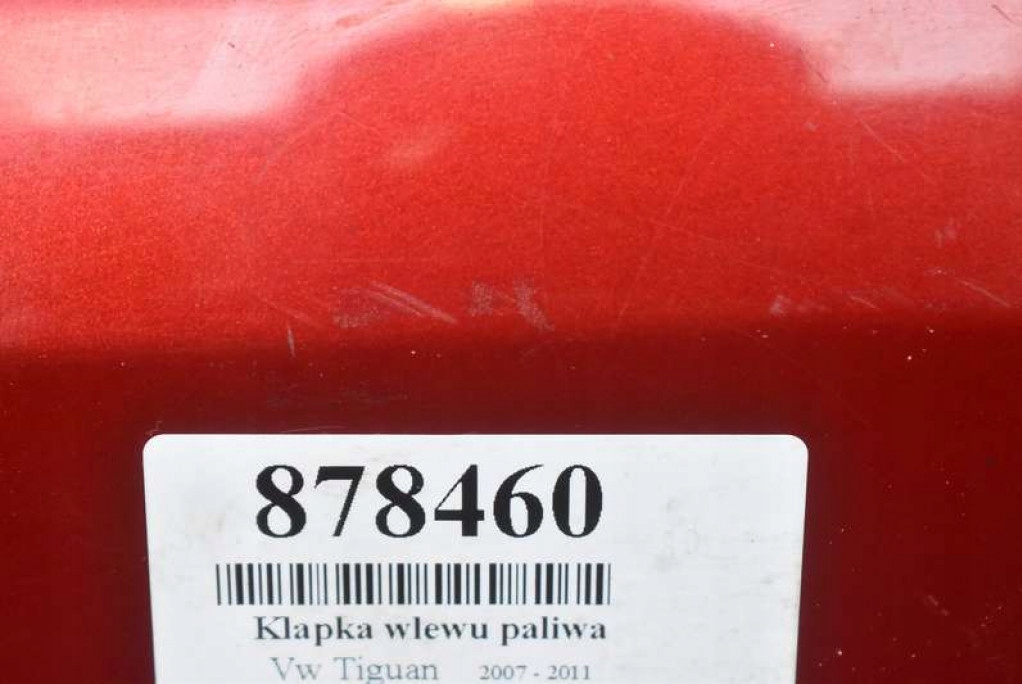 878460
Klapka wlewu paliwa
Vw Tiguan 2007 - 2011